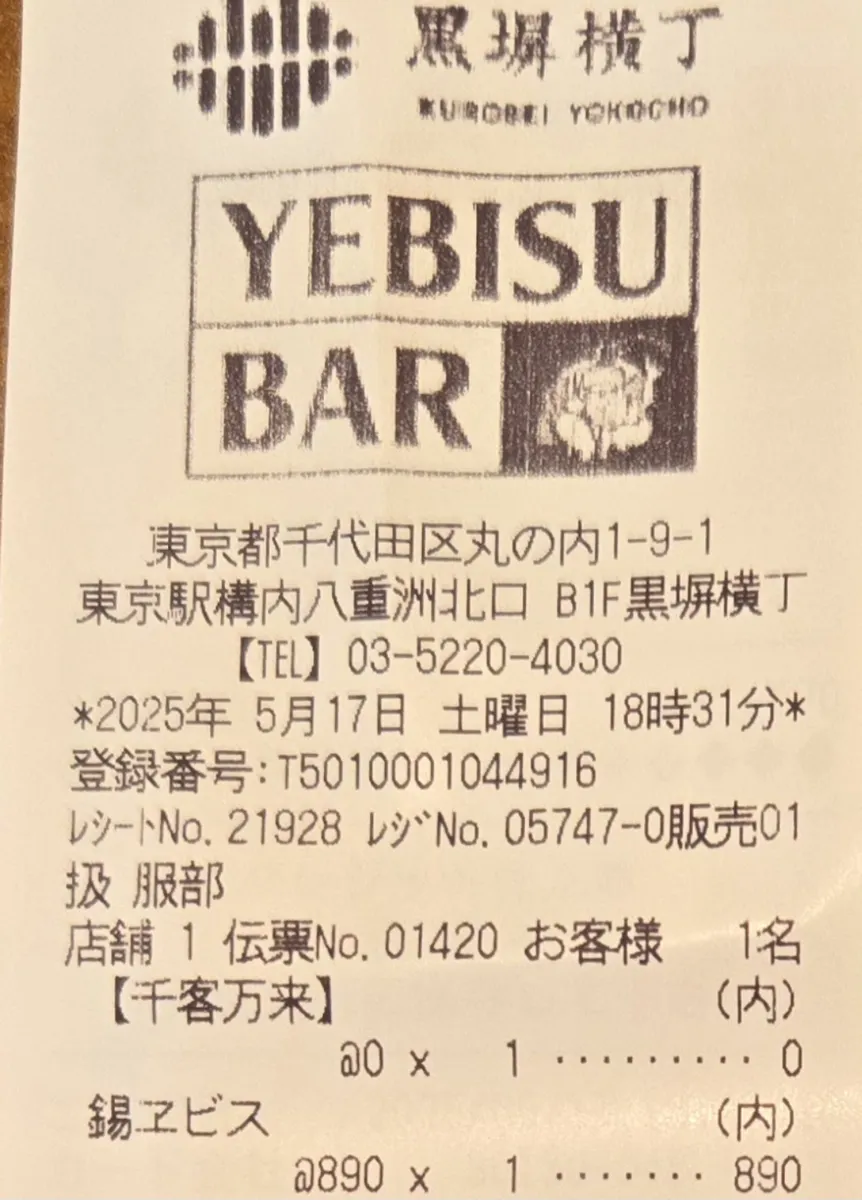 黒塀横丁
KUROBEI YOKOCHO
YEBISU
BAR
東京都千代田区丸の内1-9-1
東京駅構内八重洲北口 B1F黒塀横丁
【TEL】 03-5220-4030
*2025年 5月17日 土曜日 18時31分*
登録番号:T5010001044916
ﾚｼｰﾄNo. 21928 ﾚｼﾞNo. 05747-0販売01
扱 服部
店舗 1 伝票No. 01420 お客様 1名
【千客万来】 (内)
@0 x 1 ········· 0
錫ヱビス (内)
@890 x 1 ······· 890